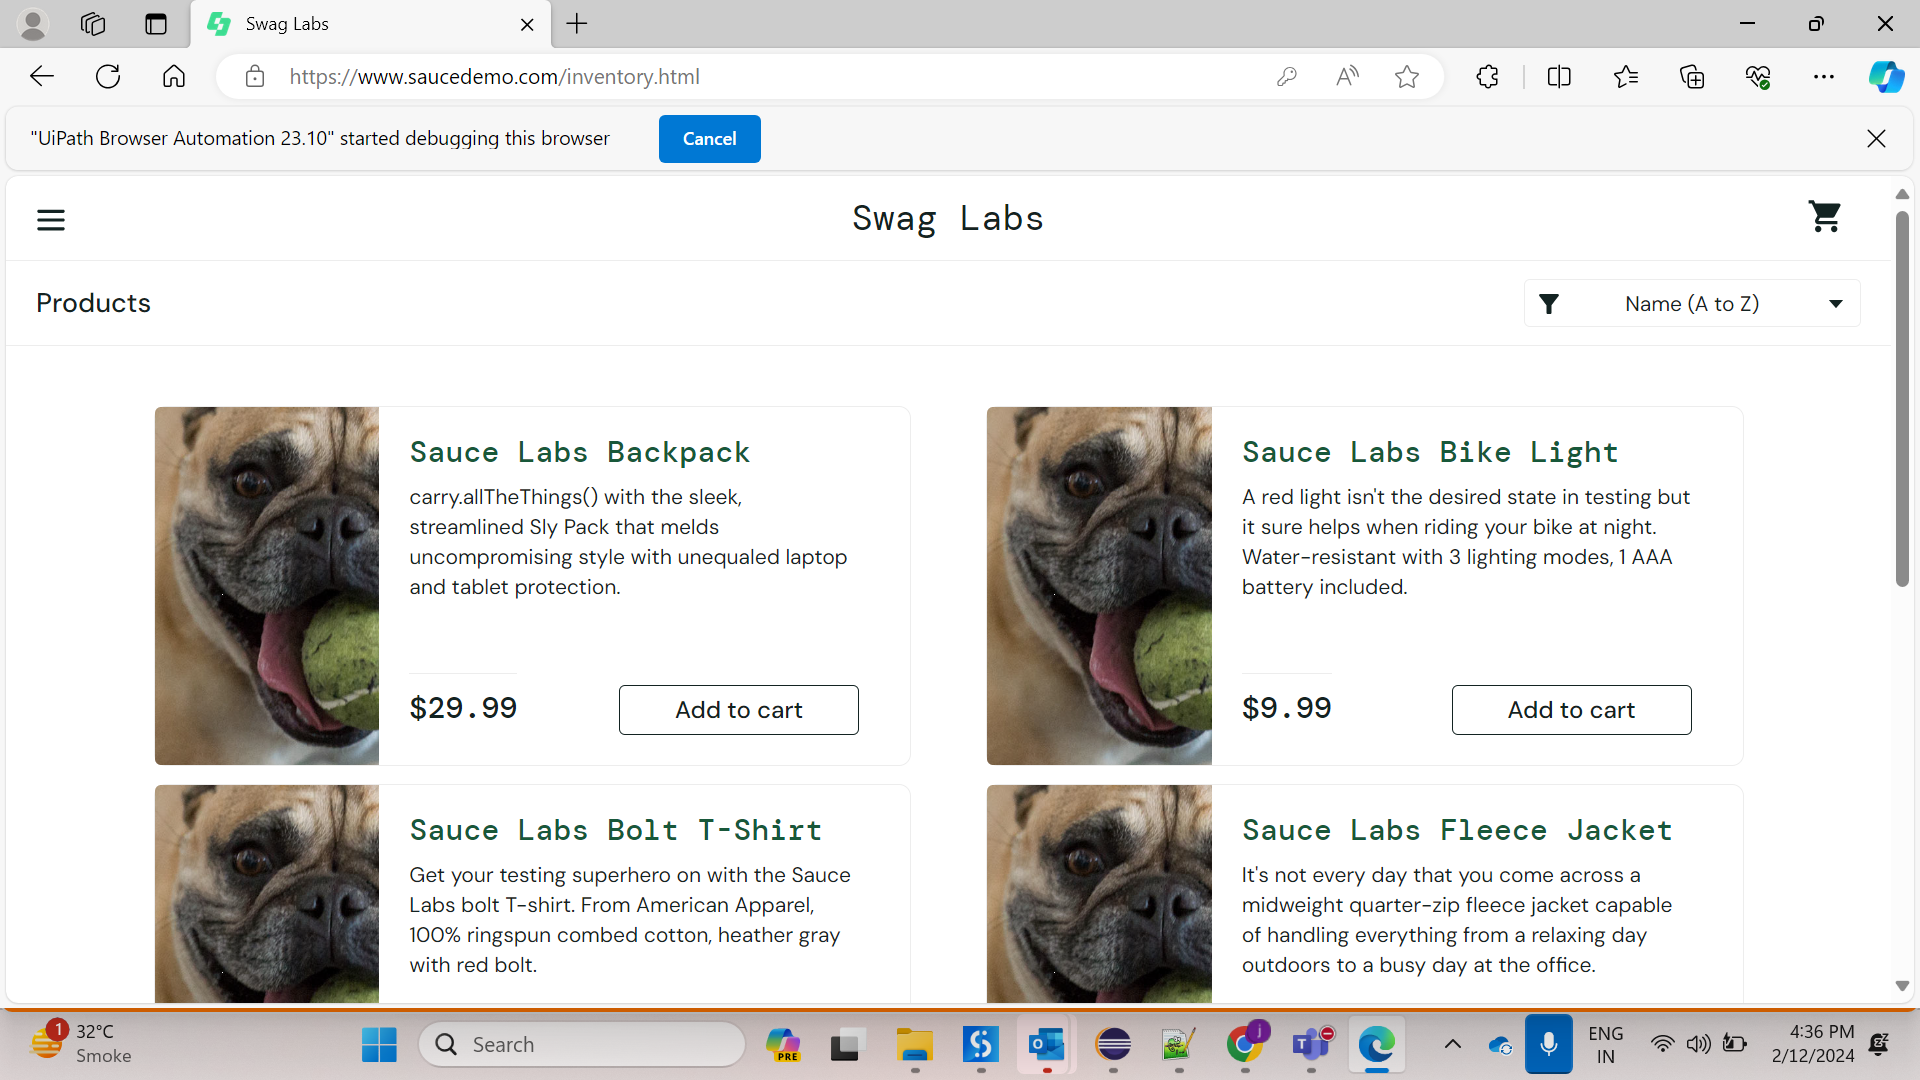 Swag Labs
https://www.saucedemo.com/inventory.html
"UiPath Browser Automation 23.10" started debugging this browser
Cancel
Swag Labs
Products
Name (A to Z)
Sauce Labs Backpack
carry.allTheThings() with the sleek,
streamlined Sly Pack that melds
uncompromising style with unequaled laptop
and tablet protection.
$29.99
Add to cart
Sauce Labs Bike Light
A red light isn't the desired state in testing but
it sure helps when riding your bike at night.
Water-resistant with 3 lighting modes, 1 AAA
battery included.
$9.99
Add to cart
Sauce Labs Bolt T-Shirt
Get your testing superhero on with the Sauce
Labs bolt T-shirt. From American Apparel,
100% ringspun combed cotton, heather gray
with red bolt.
Sauce Labs Fleece Jacket
It's not every day that you come across a
midweight quarter-zip fleece jacket capable
of handling everything from a relaxing day
outdoors to a busy day at the office.
1
32°C
Smoke
Search
PRE
j
ENG
IN
4:36 PM
2/12/2024